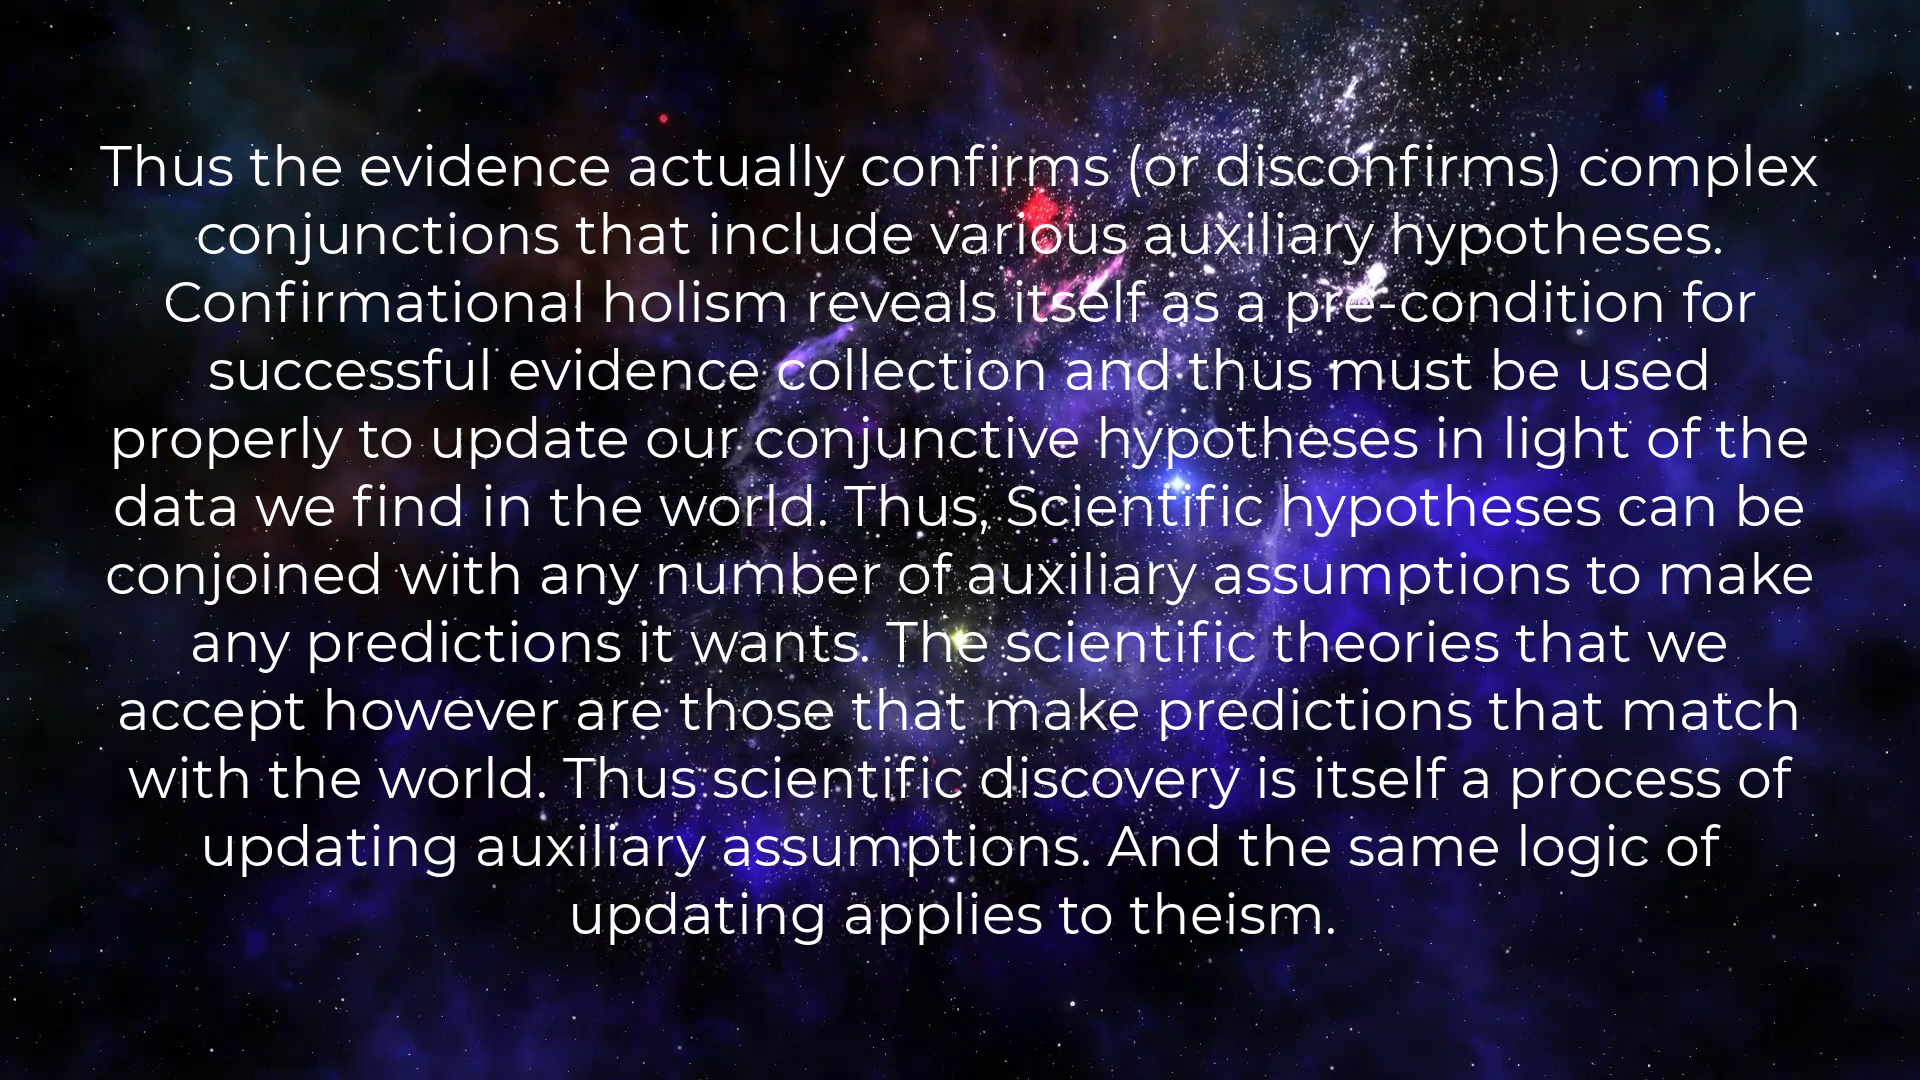 Thus the evidence actually confirms (or disconfirms) complex
conjunctions that include various auxiliary hypotheses.
Confirmational holism reveals itself as a pre-condition for
successful evidence collection and thus must be used
properly to update our conjunctive hypotheses in light of the
data we find in the world. Thus, Scientific hypotheses can be
conjoined with any number of auxiliary assumptions to make
any predictions it wants. The scientific theories that we
accept however are those that make predictions that match
with the world. Thus scientific discovery is itself a process of
updating auxiliary assumptions. And the same logic of
updating applies to theism.